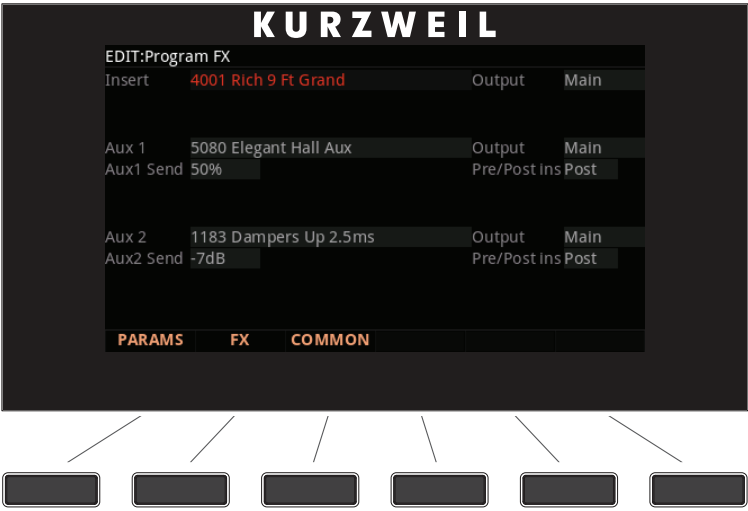 KURZWEIL
EDIT:Program FX
Insert 4001 Rich 9 Ft Grand Output Main
Aux 1 5080 Elegant Hall Aux Output Main
Aux1 Send 50% Pre/Post ins Post
Aux 2 1183 Dampers Up 2.5ms Output Main
Aux2 Send -7dB Pre/Post ins Post
PARAMS FX COMMON